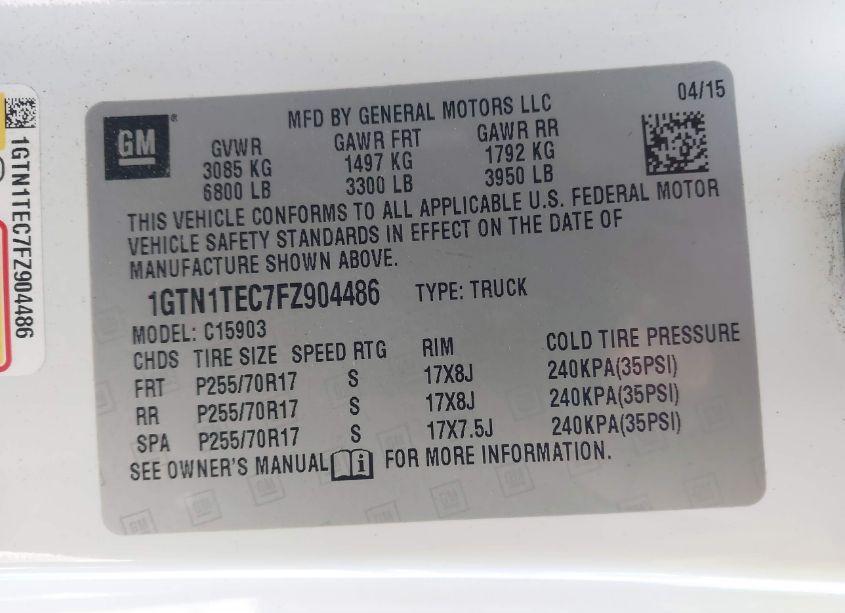 1GTN1TEC7FZ904486
GM
MFD BY GENERAL MOTORS LLC 04/15
GVWR GAWR FRT GAWR RR
3085 KG 1497 KG 1792 KG
6800 LB 3300 LB 3950 LB
THIS VEHICLE CONFORMS TO ALL APPLICABLE U.S. FEDERAL MOTOR
VEHICLE SAFETY STANDARDS IN EFFECT ON THE DATE OF
MANUFACTURE SHOWN ABOVE.
1GTN1TEC7FZ904486 TYPE: TRUCK
MODEL: C15903
CHDS TIRE SIZE SPEED RTG RIM COLD TIRE PRESSURE
FRT P255/70R17 S 17X8J 240KPA(35PSI)
RR P255/70R17 S 17X8J 240KPA(35PSI)
SPA P255/70R17 S 17X7.5J 240KPA(35PSI)
SEE OWNER'S MANUAL FOR MORE INFORMATION.